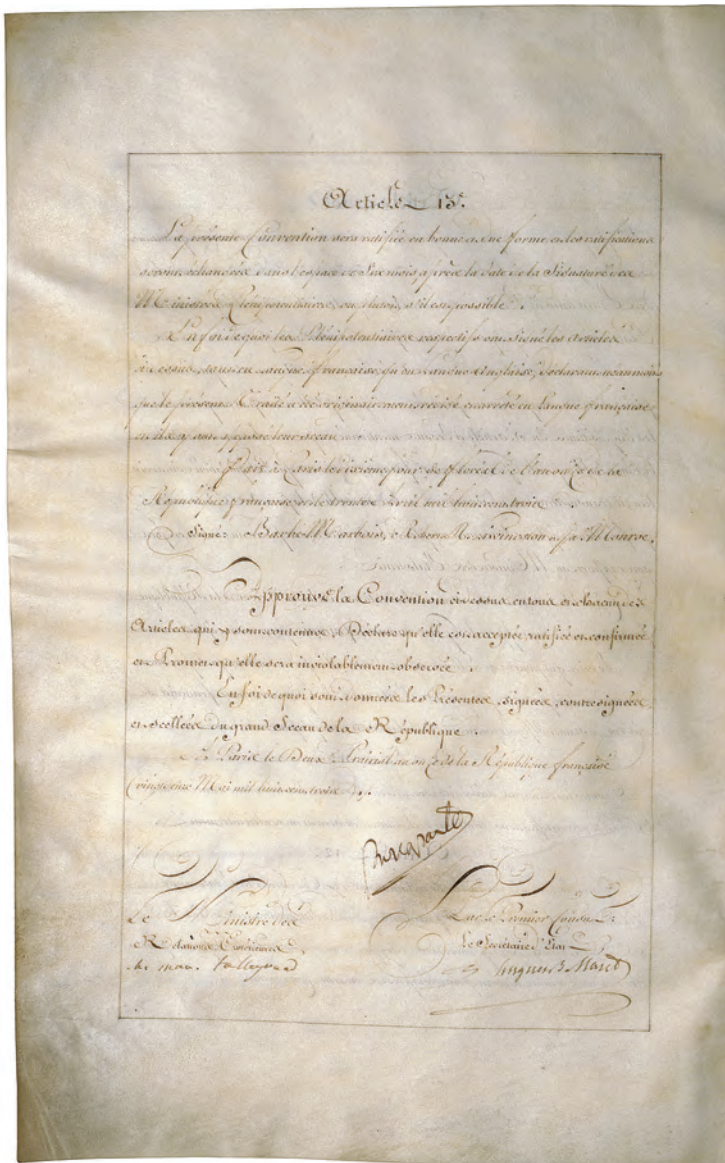 Article 13e.
La présente Convention sera ratifiée en bonne et due forme et les ratifications
seront échangées dans l'espace de Six mois, après la date de la Signature des
Ministres Plénipotentiaires, ou plutôt, s'il est possible.
En foi de quoi les Plénipotentiaires respectifs ont signé les articles
ci dessus, tant en langue française, qu'en langue anglaise, déclarant néanmoins
que le présent Traité a été originairement rédigé et arrêté en langue française,
et ils y ont apposé leur sceau.
Fait à Paris le dixième jour de floréal de l'an onze de la
République française et le trente Avril mil huit cent trois.
Signé: Barbé-Marbois, Robert R. Livingston et Ja.s Monroe.
Approuve la Convention ci dessus en tous et chacun des
Articles qui y sont contenus; Déclare qu'elle est acceptée ratifiée et confirmée
et Promet qu'elle sera inviolablement observée.
En foi de quoi sont données les Présentes, signées, contresignées
et scellées du grand Sceau de la République.
À Paris le Deux Prairial an onze de la République française
(vingt deux Mai mil huit cent trois).
Bonaparte
Le Ministre des
Relations Extérieures,
ch. mau. talleyrand
Par le Premier Consul:
Le Secrétaire d'Etat
hugues B. Maret